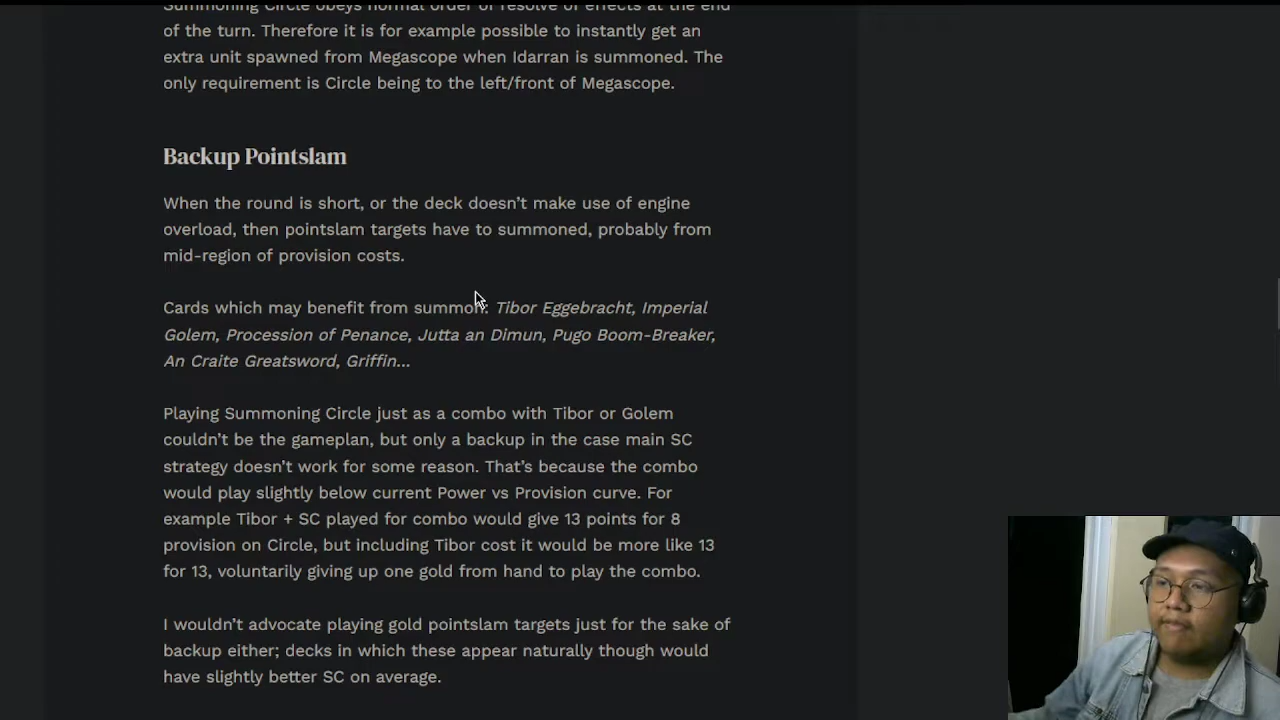 Summoning Circle obeys normal order of resolve of effects at the end
of the turn. Therefore it is for example possible to instantly get an
extra unit spawned from Megascope when Idarran is summoned. The
only requirement is Circle being to the left/front of Megascope.
Backup Pointslam
When the round is short, or the deck doesn't make use of engine
overload, then pointslam targets have to summoned, probably from
mid-region of provision costs.
Cards which may benefit from summon: Tibor Eggebracht, Imperial
Golem, Procession of Penance, Jutta an Dimun, Pugo Boom-Breaker,
An Craite Greatsword, Griffin...
Playing Summoning Circle just as a combo with Tibor or Golem
couldn't be the gameplan, but only a backup in the case main SC
strategy doesn't work for some reason. That's because the combo
would play slightly below current Power vs Provision curve. For
example Tibor + SC played for combo would give 13 points for 8
provision on Circle, but including Tibor cost it would be more like 13
for 13, voluntarily giving up one gold from hand to play the combo.
I wouldn't advocate playing gold pointslam targets just for the sake of
backup either; decks in which these appear naturally though would
have slightly better SC on average.